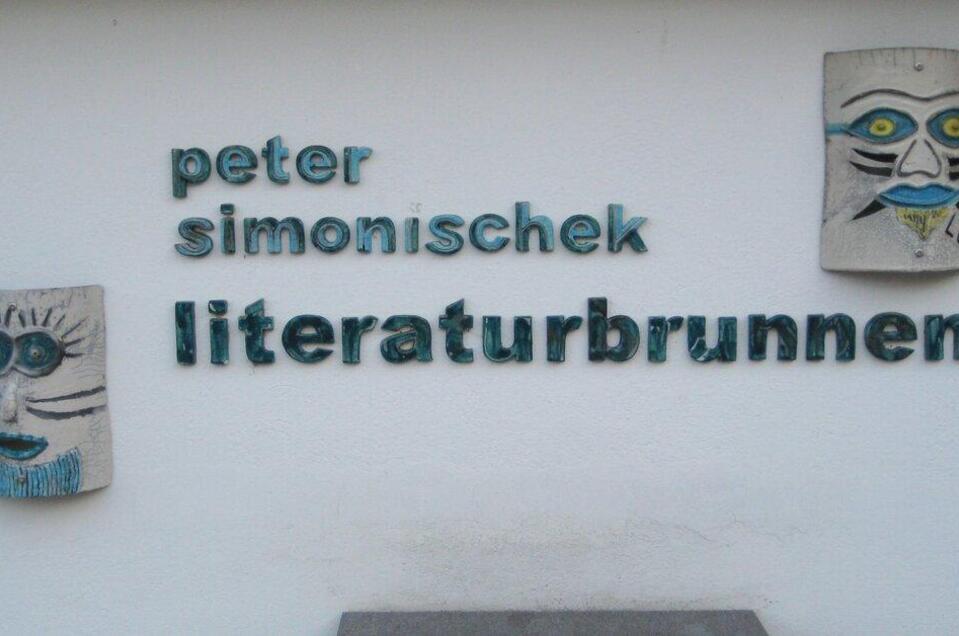 peter
simonischek
literaturbrunnen